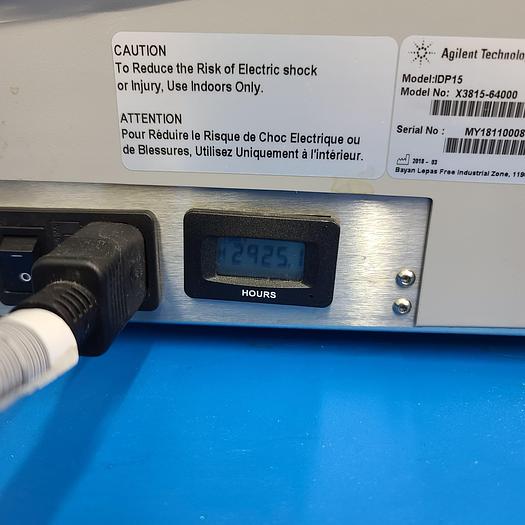 CAUTION
To Reduce the Risk of Electric shock
or Injury, Use Indoors Only.
ATTENTION
Pour Réduire le Risque de Choc Electrique ou
de Blessures, Utilisez Uniquement à l'intérieur.
Agilent Technolo
Model:IDP15
Model No: X3815-64000
Serial No : MY18110008
2018 - 03
Bayan Lepas Free Industrial Zone, 119
2925.1
HOURS